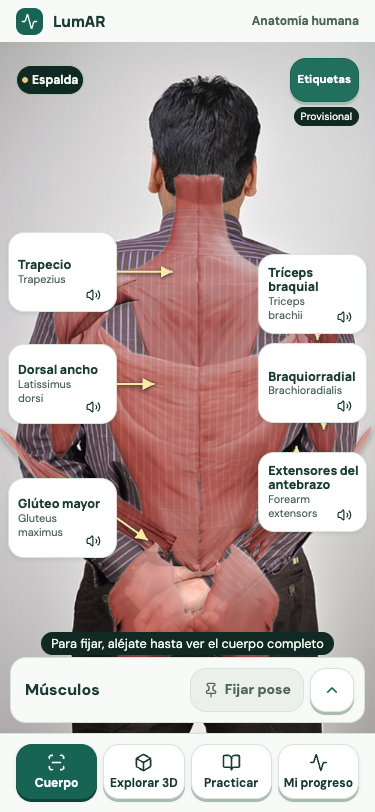 LumAR
Anatomía humana
Espalda
Etiquetas
Provisional
Trapecio
Trapezius
Tríceps
braquial
Triceps
brachii
Dorsal ancho
Latissimus
dorsi
Braquiorradial
Brachioradialis
Glúteo mayor
Gluteus
maximus
Extensores del
antebrazo
Forearm
extensors
Para fijar, aléjate hasta ver el cuerpo completo
Músculos
Fijar pose
Cuerpo
Explorar 3D
Practicar
Mi progreso